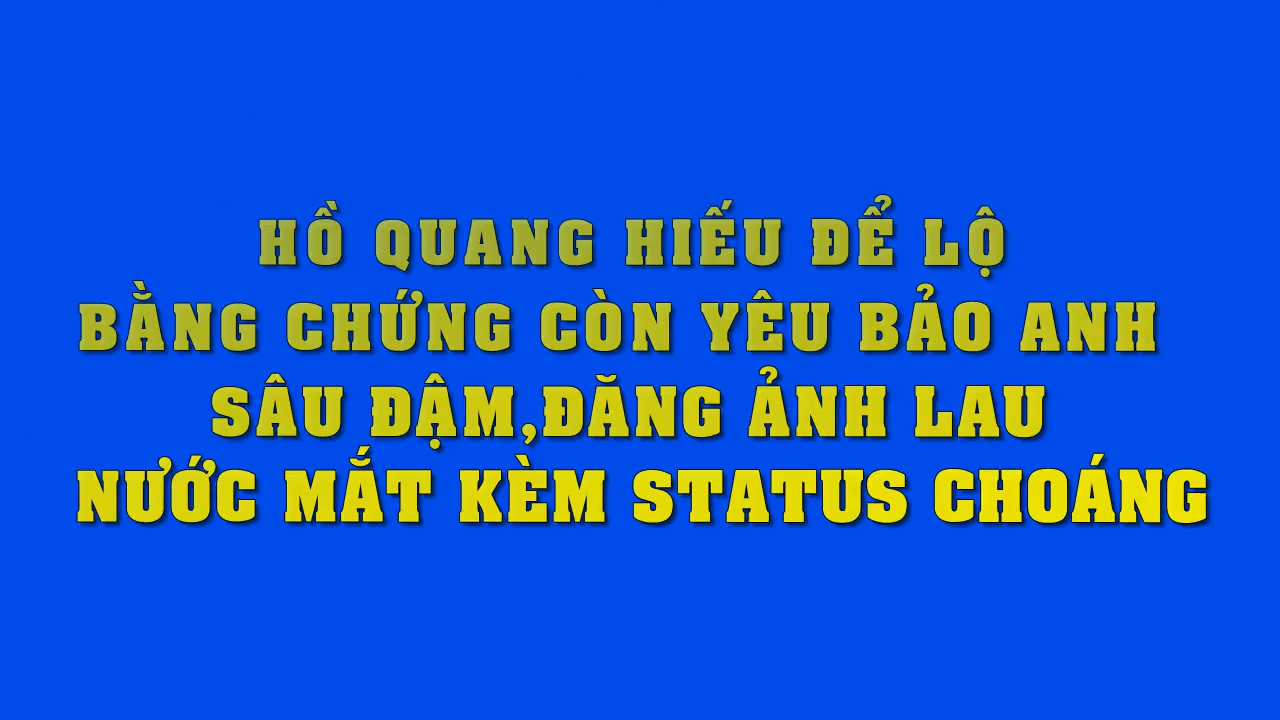 HỒ QUANG HIẾU ĐỂ LỘ
BẰNG CHỨNG CÒN YÊU BẢO ANH
SÂU ĐẬM,ĐĂNG ẢNH LAU
NƯỚC MẮT KÈM STATUS CHOÁNG